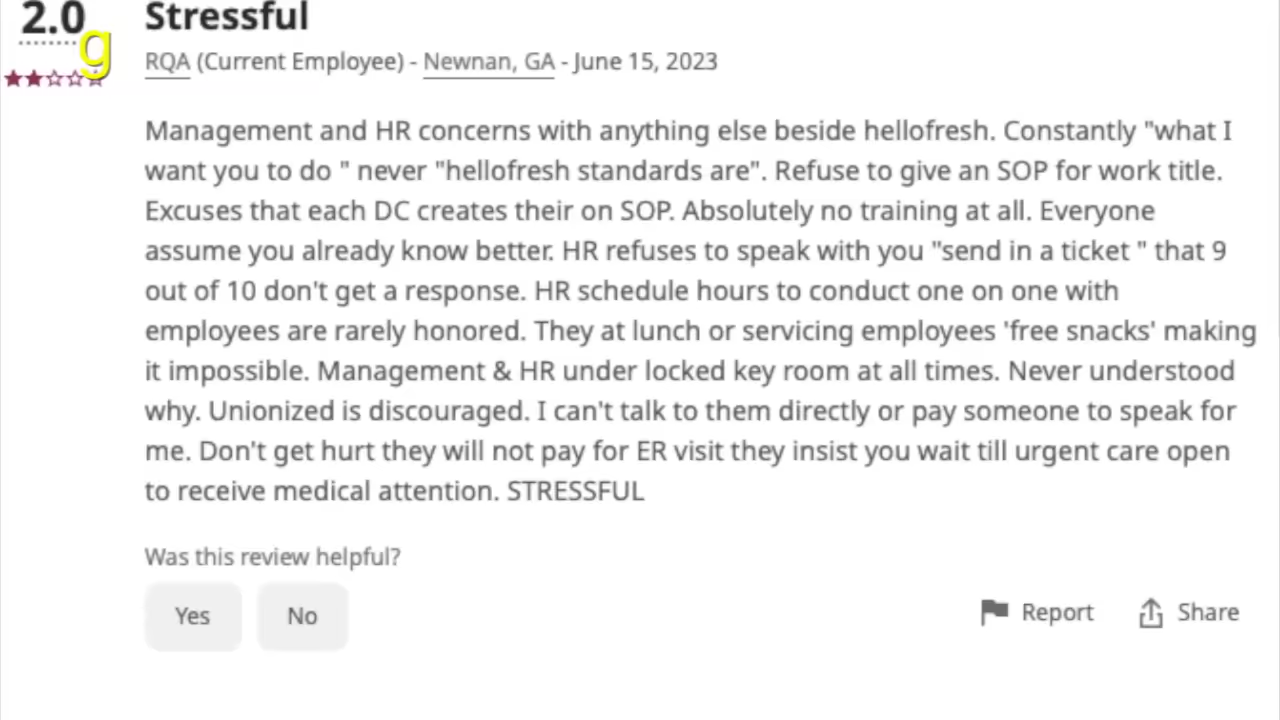 2.0 Stressful
g
RQA (Current Employee) - Newnan, GA - June 15, 2023
Management and HR concerns with anything else beside hellofresh. Constantly "what I
want you to do " never "hellofresh standards are". Refuse to give an SOP for work title.
Excuses that each DC creates their on SOP. Absolutely no training at all. Everyone
assume you already know better. HR refuses to speak with you "send in a ticket " that 9
out of 10 don't get a response. HR schedule hours to conduct one on one with
employees are rarely honored. They at lunch or servicing employees 'free snacks' making
it impossible. Management & HR under locked key room at all times. Never understood
why. Unionized is discouraged. I can't talk to them directly or pay someone to speak for
me. Don't get hurt they will not pay for ER visit they insist you wait till urgent care open
to receive medical attention. STRESSFUL
Was this review helpful?
Yes No Report Share